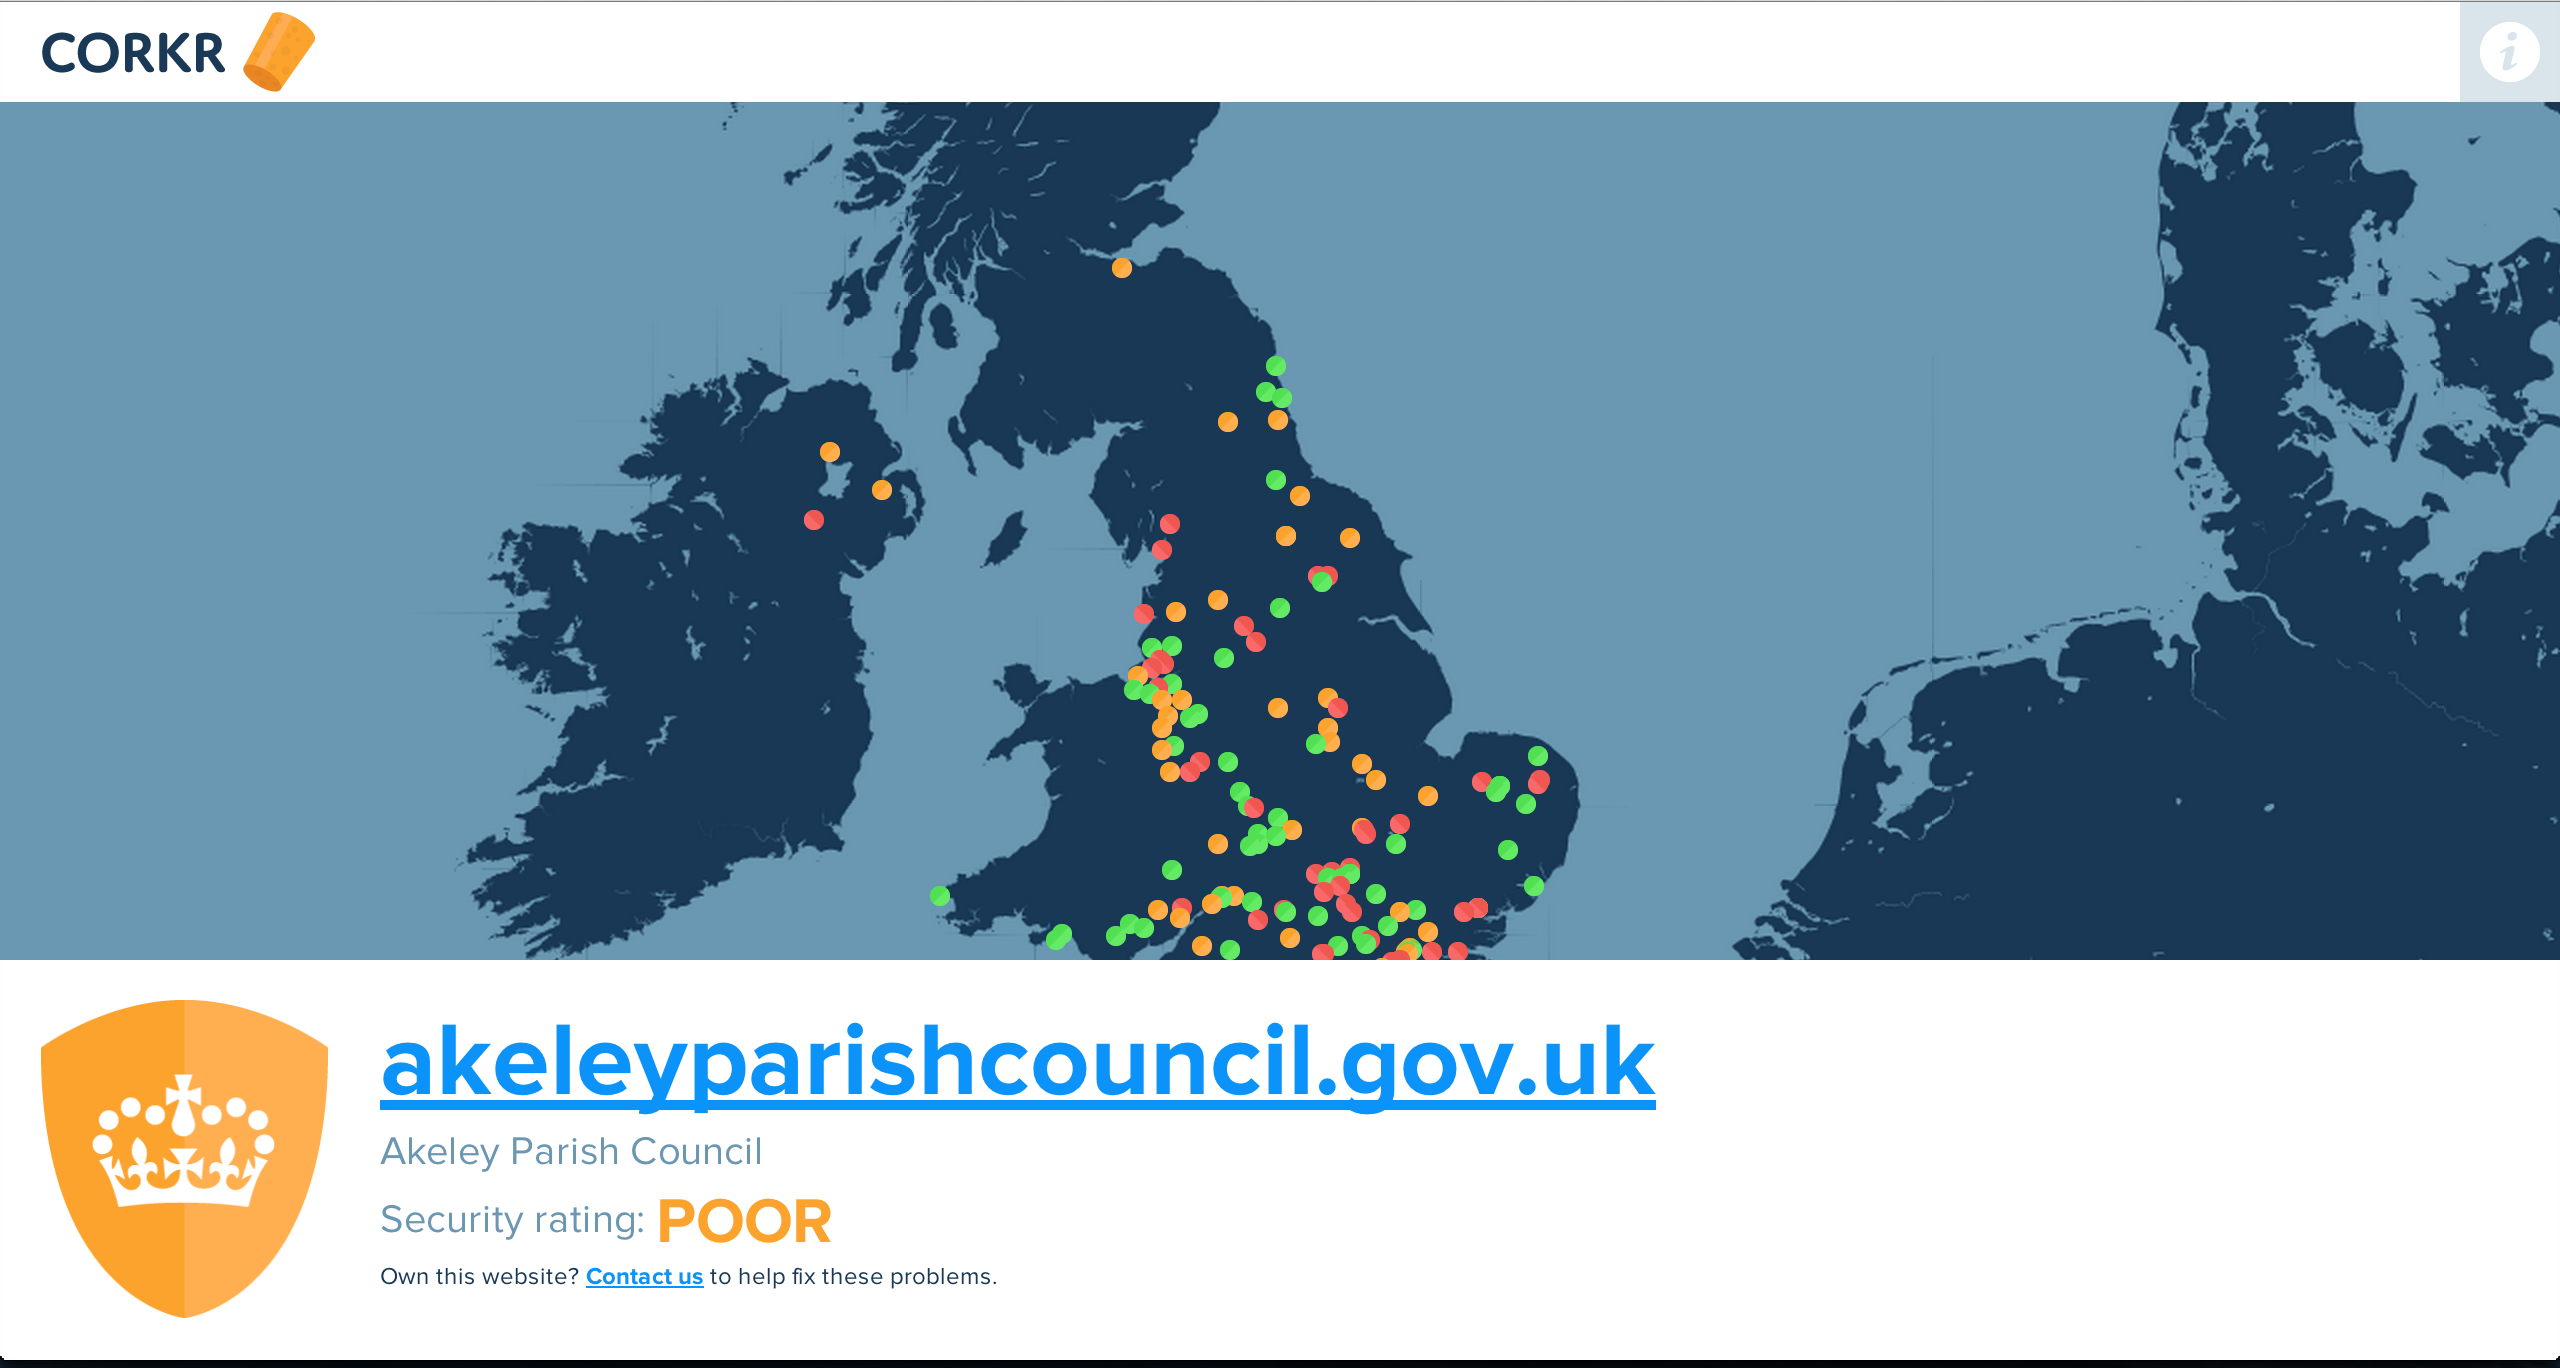 CORKR
i
akeleyparishcouncil.gov.uk
Akeley Parish Council
Security rating: POOR
Own this website? Contact us to help fix these problems.